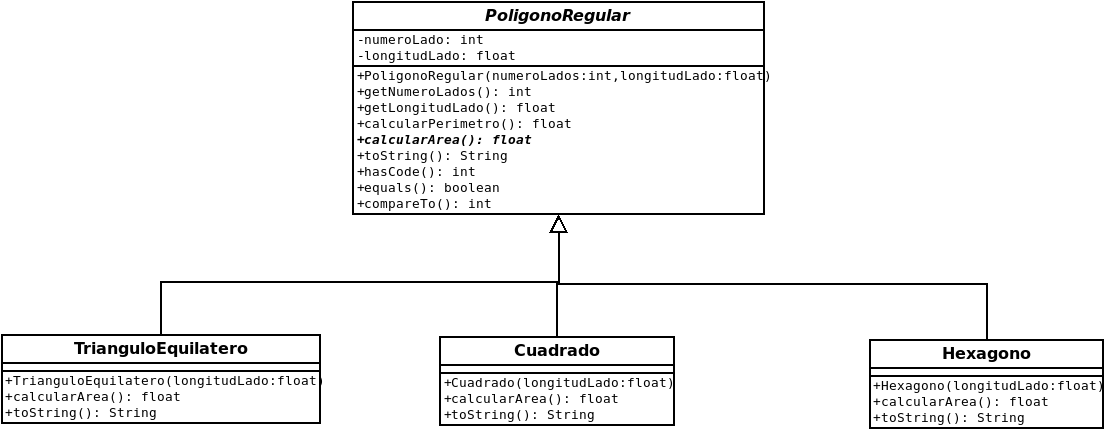 PoligonoRegular
-numeroLado: int
-longitudLado: float
+PoligonoRegular(numeroLados:int,longitudLado:float)
+getNumeroLados(): int
+getLongitudLado(): float
+calcularPerimetro(): float
+calcularArea(): float
+toString(): String
+hasCode(): int
+equals(): boolean
+compareTo(): int
TrianguloEquilatero
+TrianguloEquilatero(longitudLado:float)
+calcularArea(): float
+toString(): String
Cuadrado
+Cuadrado(longitudLado:float)
+calcularArea(): float
+toString(): String
Hexagono
+Hexagono(longitudLado:float)
+calcularArea(): float
+toString(): String